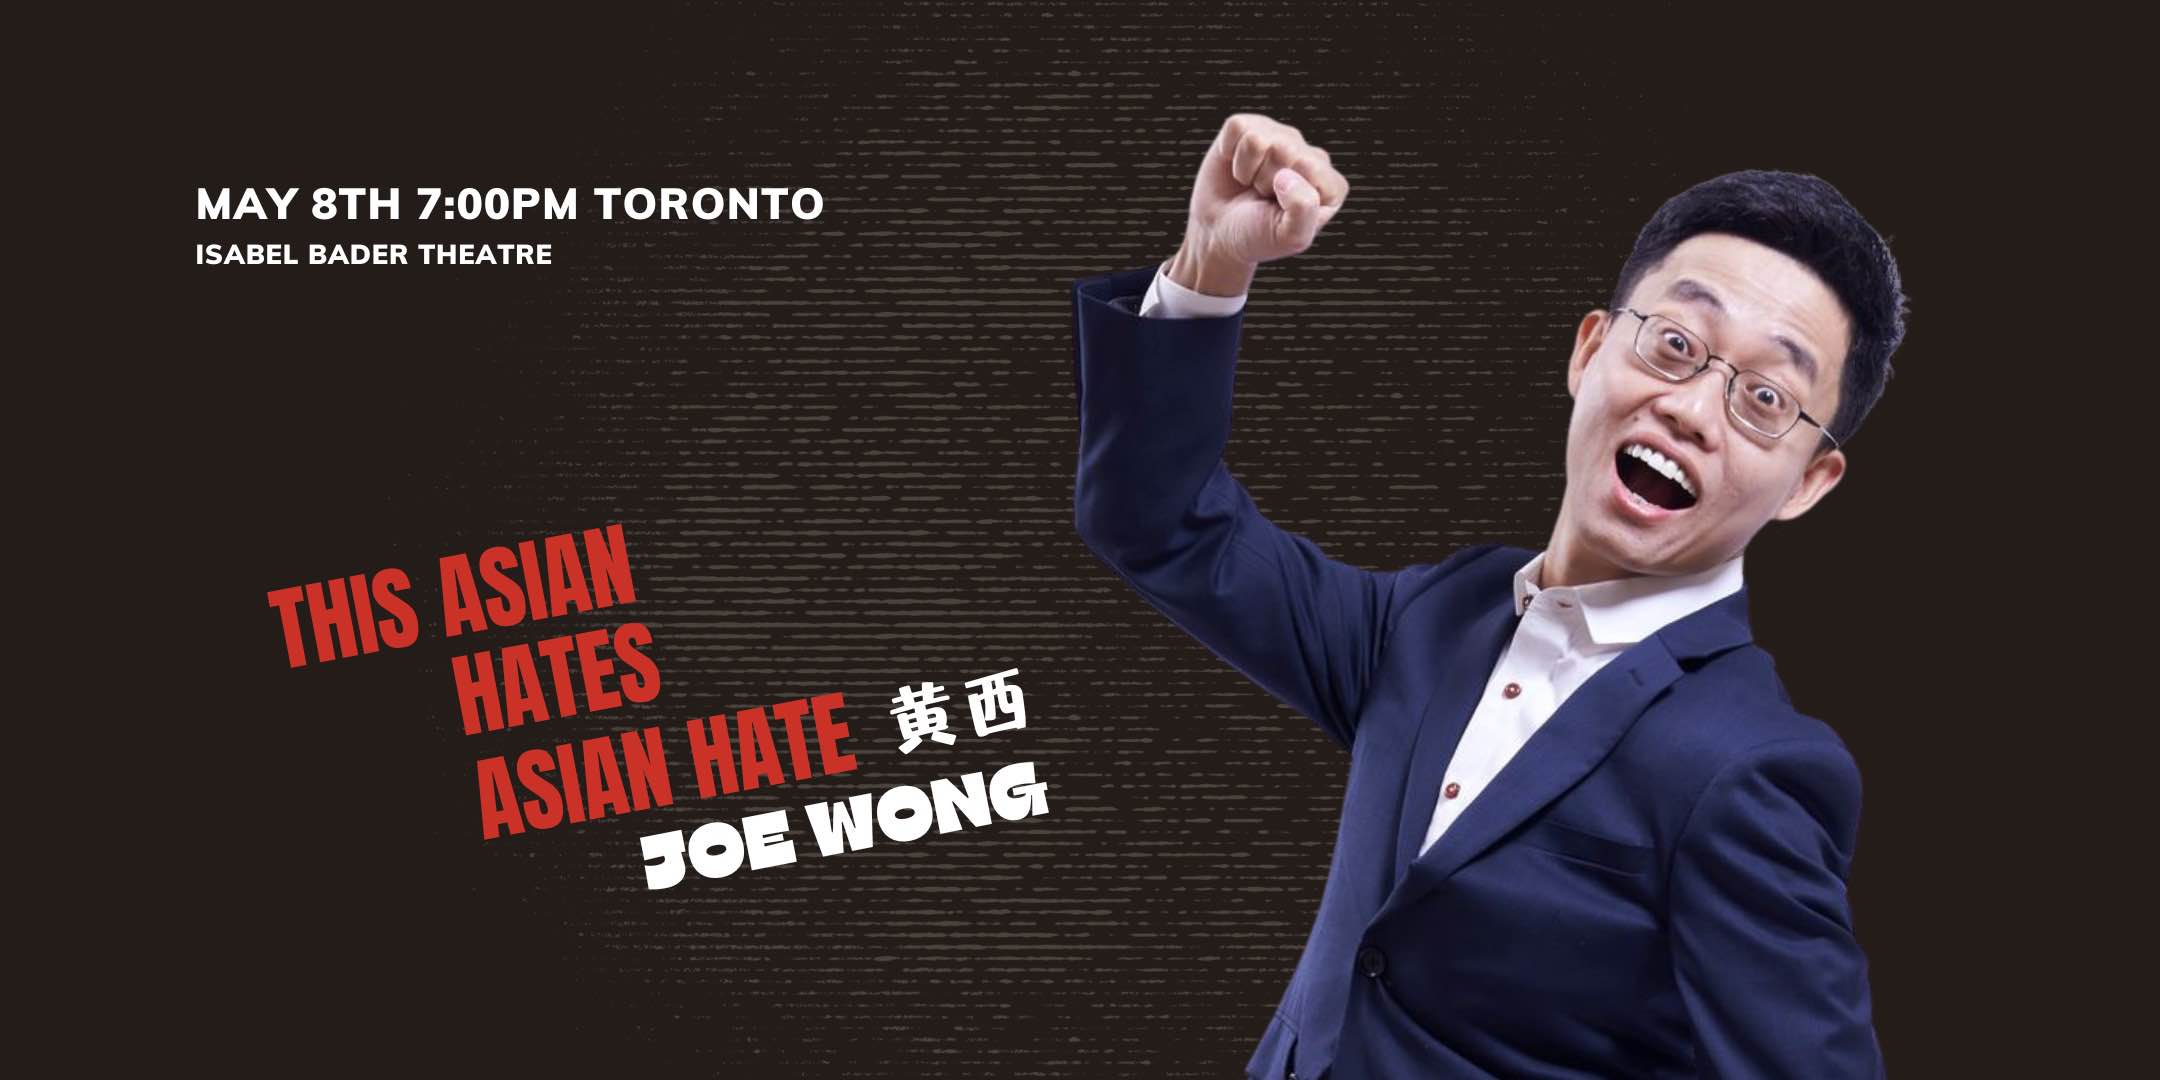 MAY 8TH 7:00PM TORONTO
ISABEL BADER THEATRE
THIS ASIAN
HATES
ASIAN HATE
黄西
JOE WONG